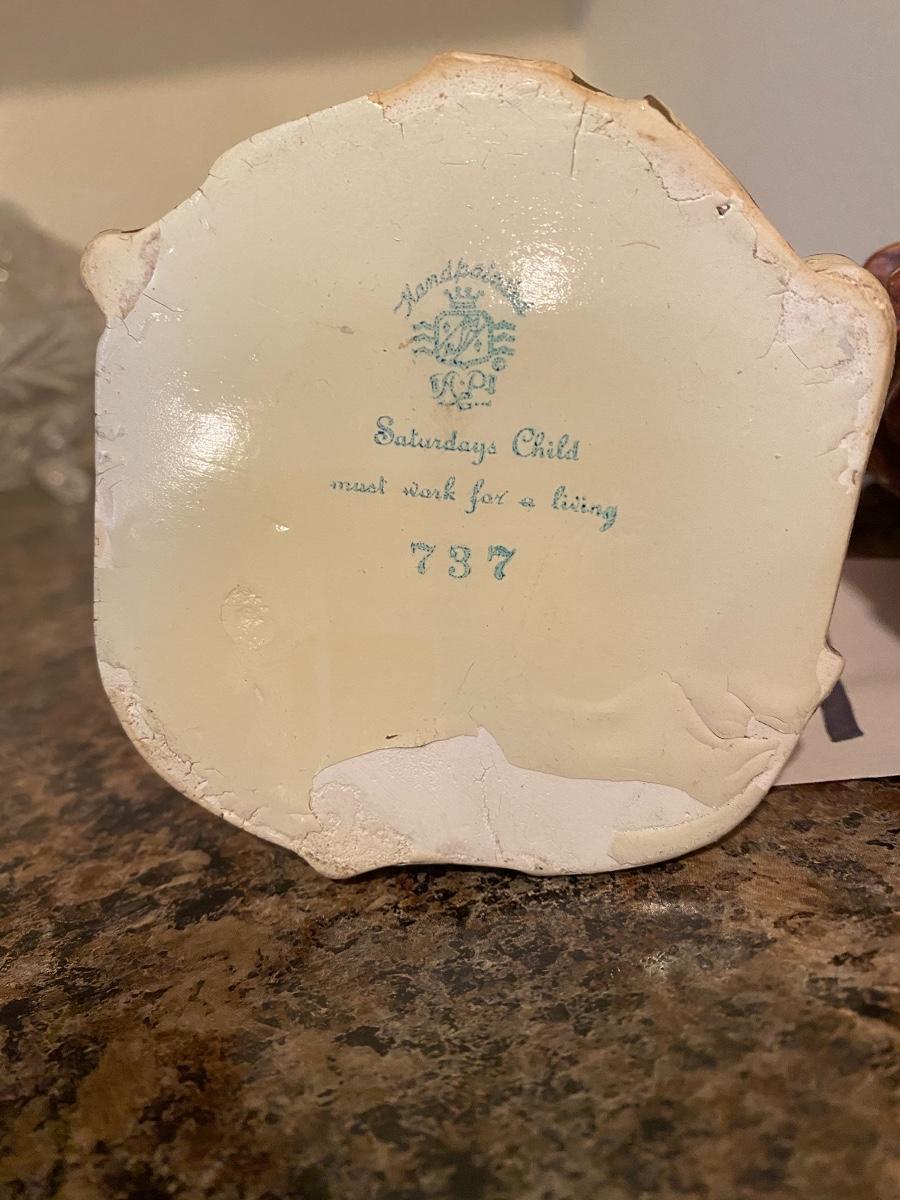 Handpainted
Saturdays Child
must work for a living
737